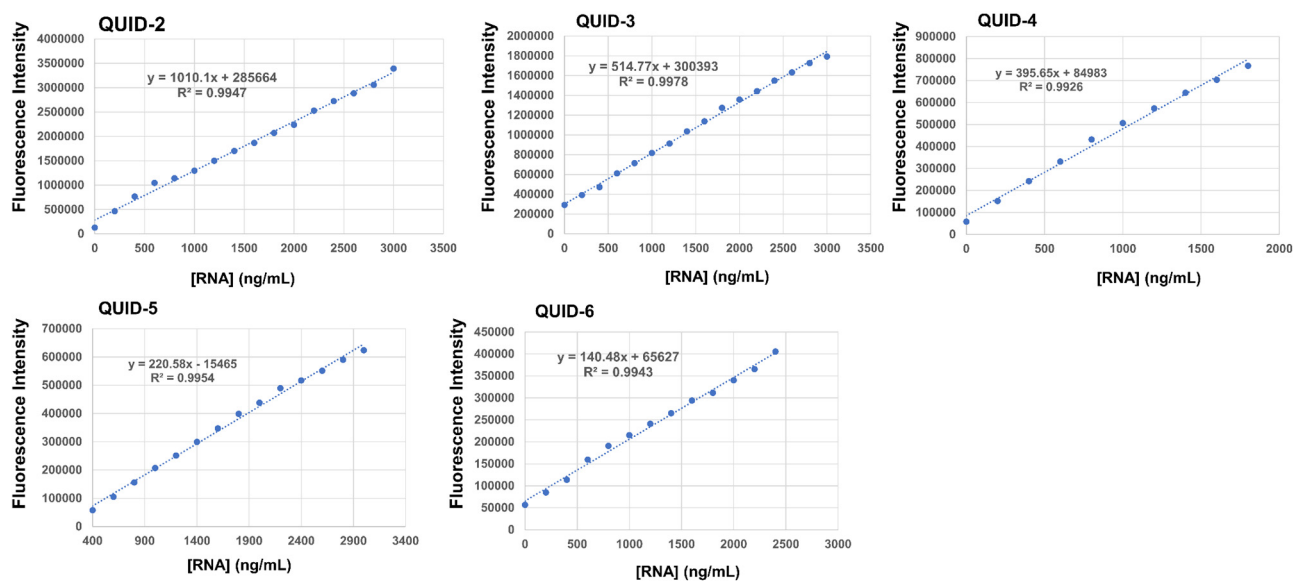 QUID-2
Fluorescence Intensity
4000000
3500000
3000000
2500000
2000000
1500000
1000000
500000
0
y = 1010.1x + 285664
R² = 0.9947
0 500 1000 1500 2000 2500 3000 3500
[RNA] (ng/mL)
QUID-3
Fluorescence Intensity
2000000
1800000
1600000
1400000
1200000
1000000
800000
600000
400000
200000
0
y = 514.77x + 300393
R² = 0.9978
0 500 1000 1500 2000 2500 3000 3500
[RNA] (ng/mL)
QUID-4
Fluorescence Intensity
900000
800000
700000
600000
500000
400000
300000
200000
100000
0
y = 395.65x + 84983
R² = 0.9926
0 500 1000 1500 2000
[RNA] (ng/mL)
QUID-5
Fluorescence Intensity
700000
600000
500000
400000
300000
200000
100000
0
y = 220.58x - 15465
R² = 0.9954
400 900 1400 1900 2400 2900 3400
[RNA] (ng/mL)
QUID-6
Fluorescence Intensity
450000
400000
350000
300000
250000
200000
150000
100000
50000
0
y = 140.48x + 65627
R² = 0.9943
0 500 1000 1500 2000 2500 3000
[RNA] (ng/mL)